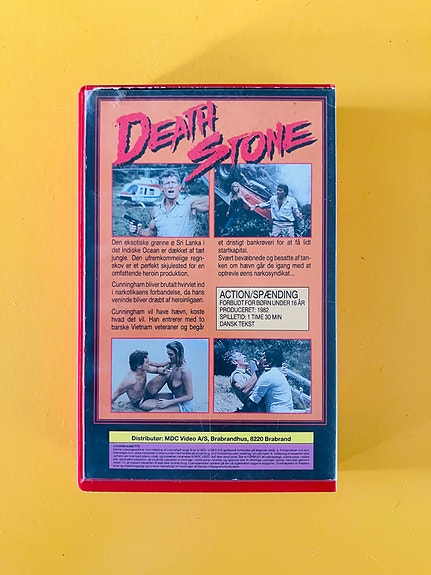 DEATH
STONE
Den eksotiske grønne ø Sri Lanka i
det Indiske Ocean er dækket af tæt
jungle. Den ufremkommelige regn-
skov er et perfekt skjulested for en
omfattende heroin produktion.
Cunningham bliver brutalt hvirvlet ind
i narkotikaens forbandelse, da hans
veninde bliver dræbt af heroinligaen.
Cunningham vil have hævn, koste
hvad det vil. Han entrerer med to
barske Vietnam veteraner og begår
et dristigt bankrøveri for at få lidt
startkapital.
Svært bevæbnede og besatte af tan-
ken om hævn går de igang med at
optrevle øens narkosyndikat...
ACTION/SPÆNDING
FORBUDT FOR BØRN UNDER 16 ÅR
PRODUCERET: 1982
SPILLETID: 1 TIME 30 MIN
DANSK TEKST
Distributør: MDC Video A/S, Brabrandhus, 8220 Brabrand